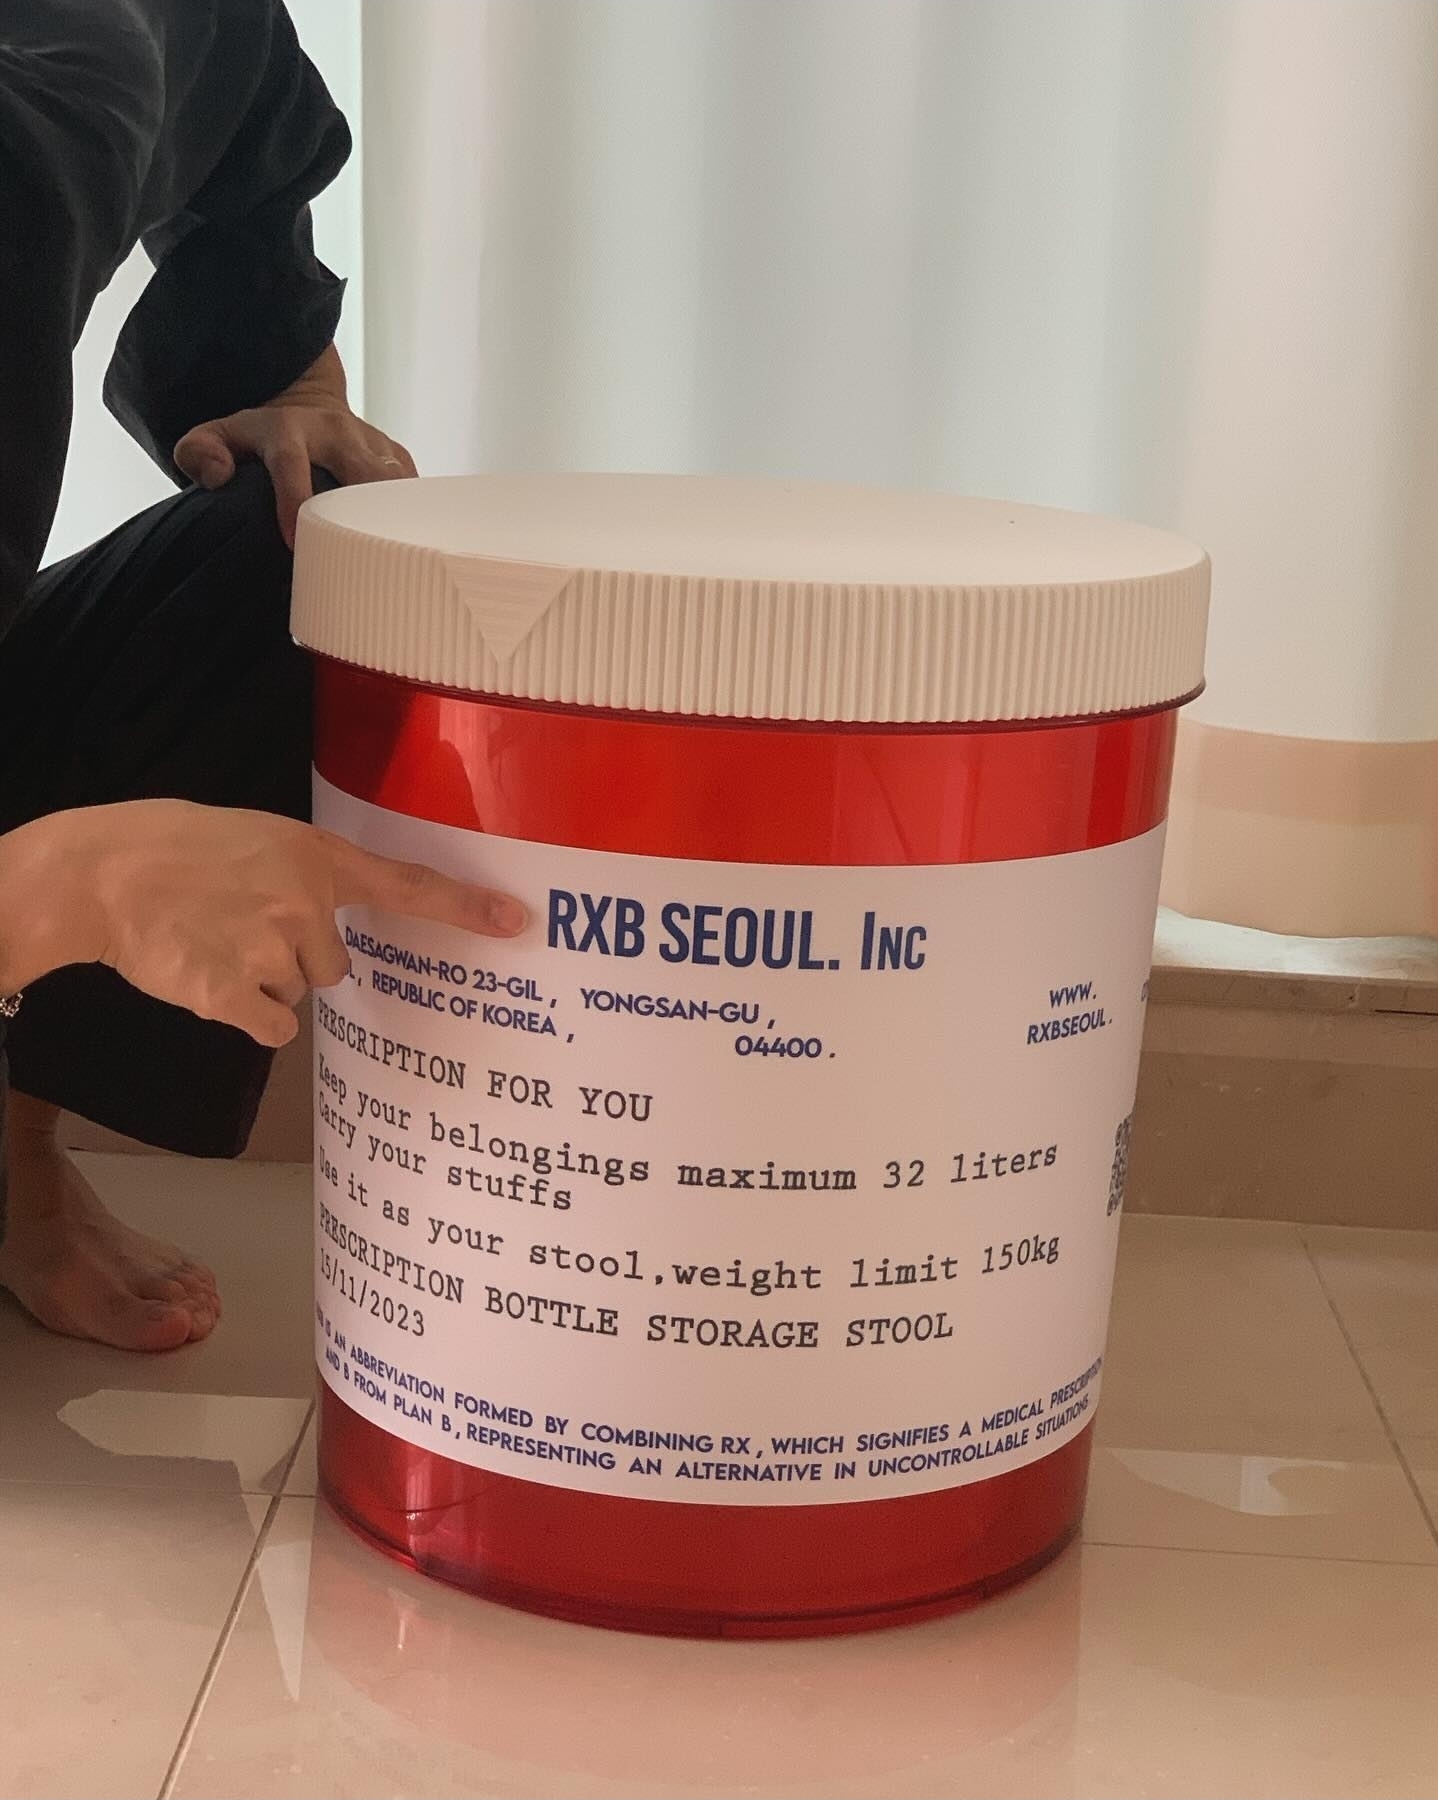 RXB SEOUL. INC
DAESAGWAN-RO 23-GIL, YONGSAN-GU,
REPUBLIC OF KOREA, 04400.
WWW.
RXBSEOUL.
PRESCRIPTION FOR YOU
Keep your belongings maximum 32 liters
Carry your stuffs
Use it as your stool,weight limit 150kg
PRESCRIPTION BOTTLE STORAGE STOOL
15/11/2023
IS AN ABBREVIATION FORMED BY COMBINING RX, WHICH SIGNIFIES A MEDICAL PRESCRIPTION
AND B FROM PLAN B, REPRESENTING AN ALTERNATIVE IN UNCONTROLLABLE SITUATIONS